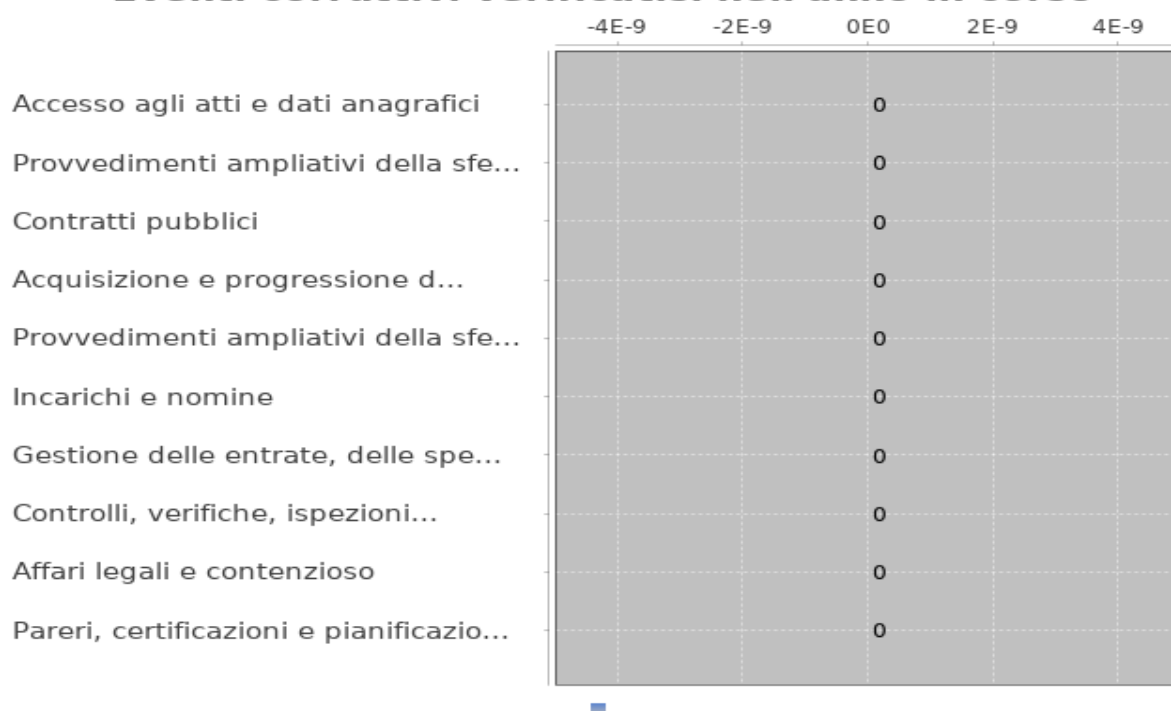 -4E-9 -2E-9 0E0 2E-9 4E-9
Accesso agli atti e dati anagrafici 0
Provvedimenti ampliativi della sfe... 0
Contratti pubblici 0
Acquisizione e progressione d... 0
Provvedimenti ampliativi della sfe... 0
Incarichi e nomine 0
Gestione delle entrate, delle spe... 0
Controlli, verifiche, ispezioni... 0
Affari legali e contenzioso 0
Pareri, certificazioni e pianificazio... 0